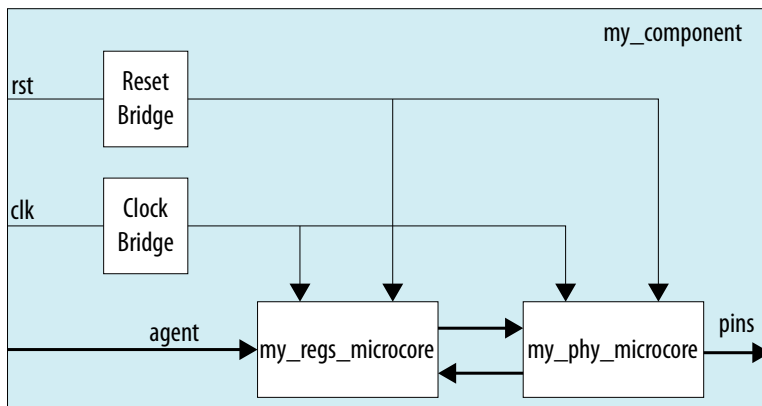 my_component
rst
Reset
Bridge
clk
Clock
Bridge
agent
my_regs_microcore
my_phy_microcore
pins